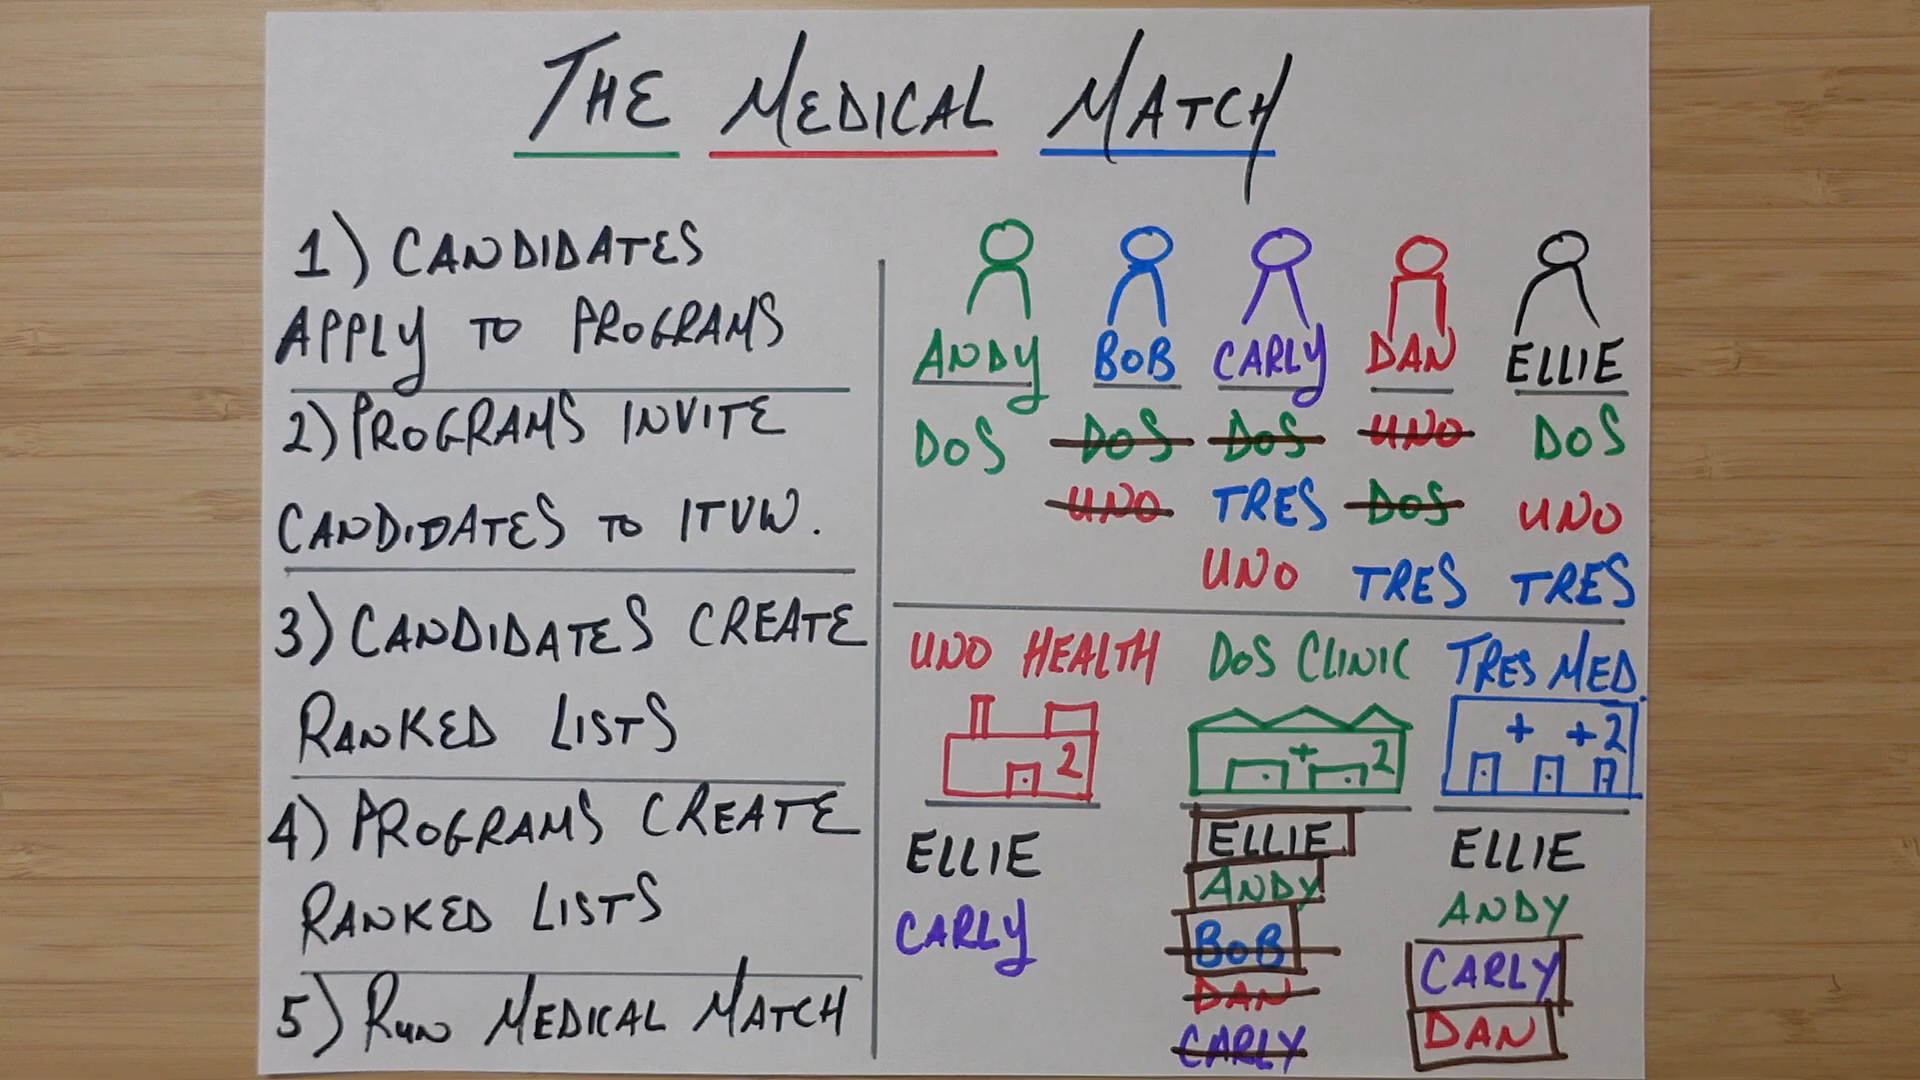 THE MEDICAL MATCH
1) CANDIDATES
APPLY TO PROGRAMS
2) PROGRAMS INVITE
CANDIDATES TO ITVW.
3) CANDIDATES CREATE
RANKED LISTS
4) PROGRAMS CREATE
RANKED LISTS
5) RUN MEDICAL MATCH
ANDY BOB CARLY DAN ELLIE
DOS DOS DOS UNO DOS
UNO TRES DOS UNO
UNO TRES TRES
UNO HEALTH DOS CLINIC TRES MED.
2 + 2 + +2
ELLIE ELLIE ELLIE
CARLY ANDY ANDY
BOB CARLY
DAN DAN
CARLY